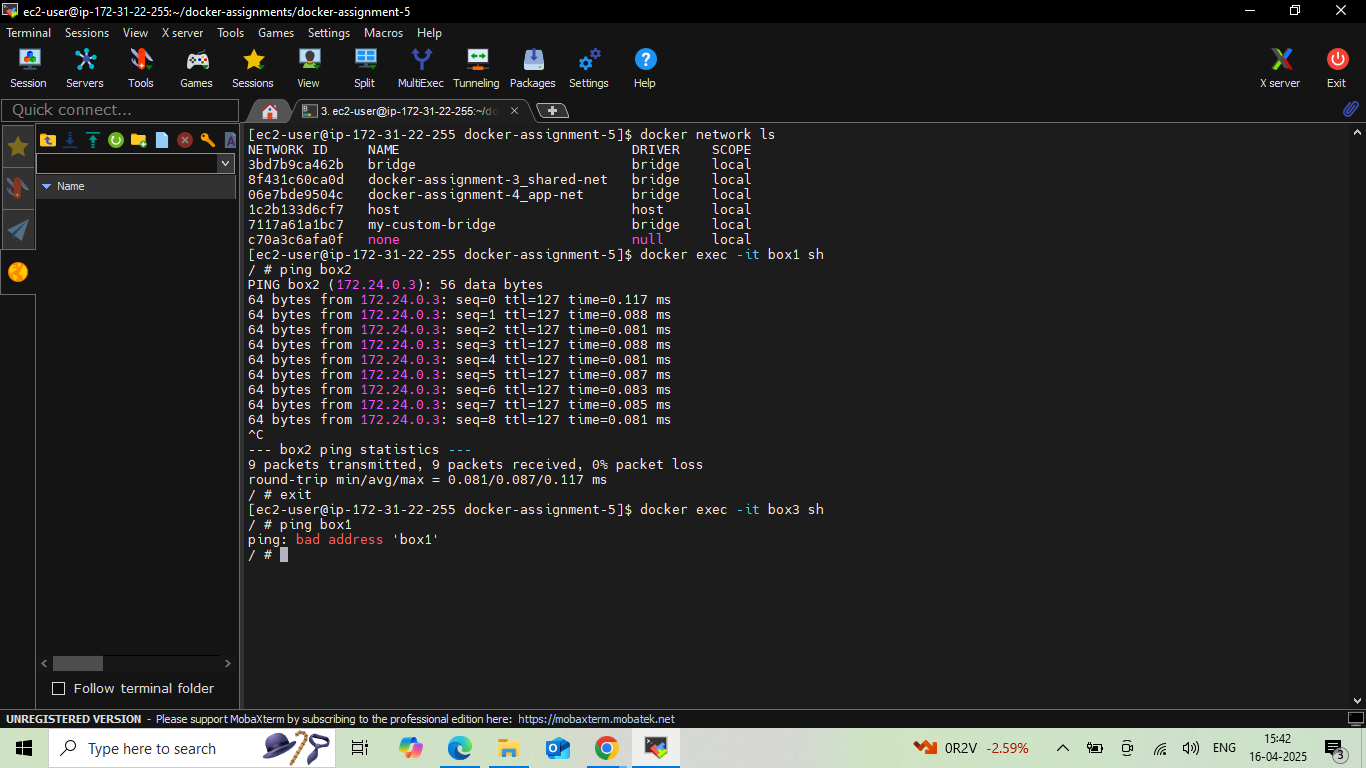 ec2-user@ip-172-31-22-255:~/docker-assignments/docker-assignment-5
Terminal Sessions View X server Tools Games Settings Macros Help
Session Servers Tools Games Sessions View Split MultiExec Tunneling Packages Settings Help X server Exit
Quick connect...
3. ec2-user@ip-172-31-22-255:~/do
Name
[ec2-user@ip-172-31-22-255 docker-assignment-5]$ docker network ls
NETWORK ID     NAME                             DRIVER    SCOPE
3bd7b9ca462b   bridge                           bridge    local
8f431c60ca0d   docker-assignment-3_shared-net   bridge    local
06e7bde9504c   docker-assignment-4_app-net      bridge    local
1c2b133d6cf7   host                             host      local
7117a61a1bc7   my-custom-bridge                 bridge    local
c70a3c6afa0f   none                             null      local
[ec2-user@ip-172-31-22-255 docker-assignment-5]$ docker exec -it box1 sh
/ # ping box2
PING box2 (172.24.0.3): 56 data bytes
64 bytes from 172.24.0.3: seq=0 ttl=127 time=0.117 ms
64 bytes from 172.24.0.3: seq=1 ttl=127 time=0.088 ms
64 bytes from 172.24.0.3: seq=2 ttl=127 time=0.081 ms
64 bytes from 172.24.0.3: seq=3 ttl=127 time=0.088 ms
64 bytes from 172.24.0.3: seq=4 ttl=127 time=0.081 ms
64 bytes from 172.24.0.3: seq=5 ttl=127 time=0.087 ms
64 bytes from 172.24.0.3: seq=6 ttl=127 time=0.083 ms
64 bytes from 172.24.0.3: seq=7 ttl=127 time=0.085 ms
64 bytes from 172.24.0.3: seq=8 ttl=127 time=0.081 ms
^C
--- box2 ping statistics ---
9 packets transmitted, 9 packets received, 0% packet loss
round-trip min/avg/max = 0.081/0.087/0.117 ms
/ # exit
[ec2-user@ip-172-31-22-255 docker-assignment-5]$ docker exec -it box3 sh
/ # ping box1
ping: bad address 'box1'
/ #
Follow terminal folder
UNREGISTERED VERSION - Please support MobaXterm by subscribing to the professional edition here: https://mobaxterm.mobatek.net
Type here to search
0R2V -2.59%
ENG
15:42
16-04-2025
3